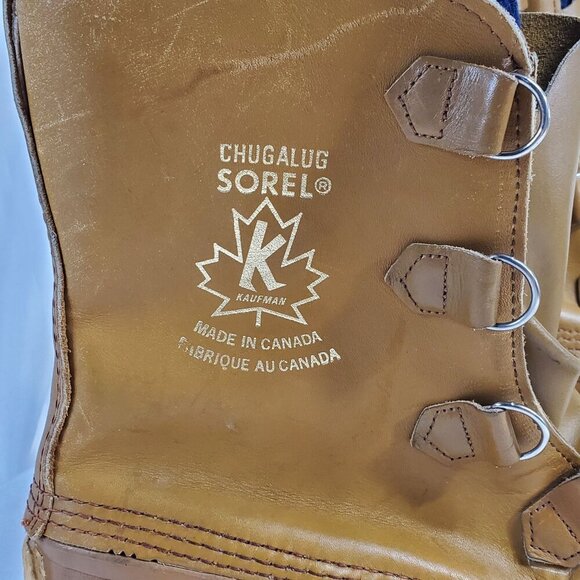 CHUGALUG
SOREL®
K
KAUFMAN
MADE IN CANADA
FABRIQUE AU CANADA